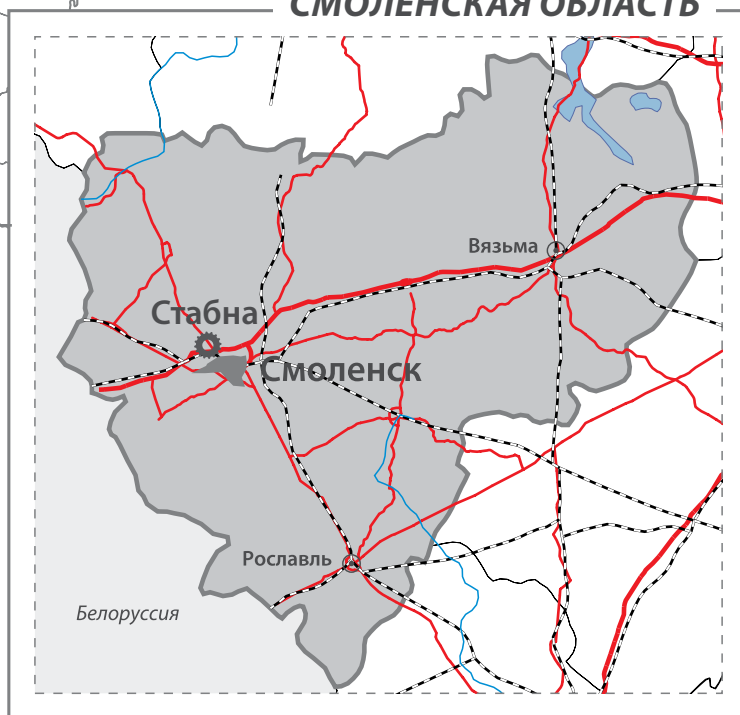 СМОЛЕНСКАЯ ОБЛАСТЬ
Вязьма
Стабна
Смоленск
Рославль
Белоруссия